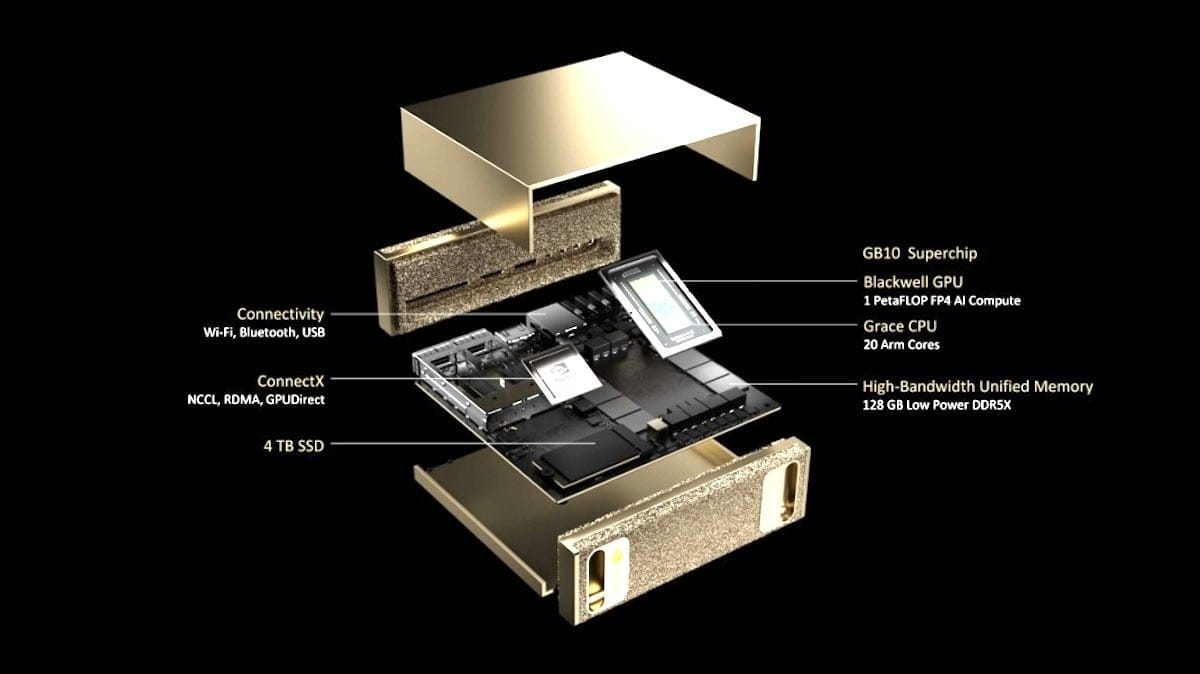 GB10 Superchip
Blackwell GPU
1 PetaFLOP FP4 AI Compute
Connectivity
Wi-Fi, Bluetooth, USB
Grace CPU
20 Arm Cores
ConnectX
NCCL, RDMA, GPUDirect
High-Bandwidth Unified Memory
128 GB Low Power DDR5X
4 TB SSD